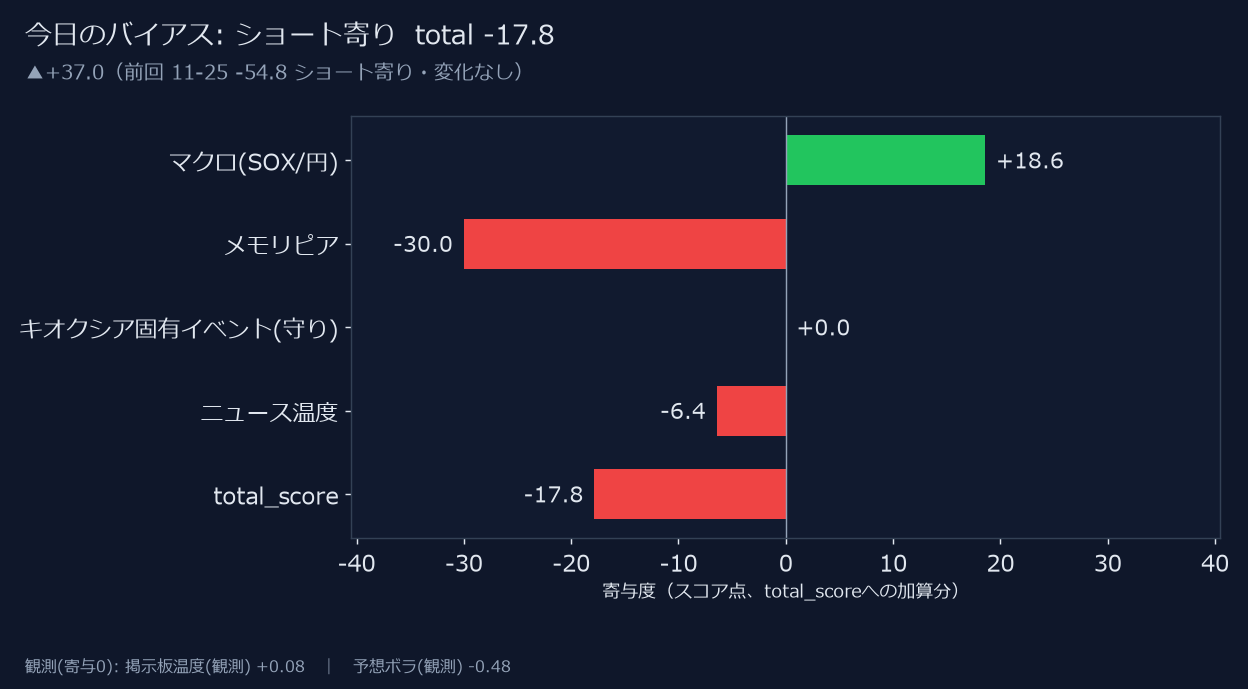 今日のバイアス: ショート寄り  total -17.8
▲+37.0（前回 11-25 -54.8 ショート寄り・変化なし）
マクロ(SOX/円)
+18.6
メモリピア
-30.0
キオクシア固有イベント(守り)
+0.0
ニュース温度
-6.4
total_score
-17.8
-40 -30 -20 -10 0 10 20 30 40
寄与度（スコア点、total_scoreへの加算分）
観測(寄与0): 掲示板温度(観測) +0.08 ｜ 予想ボラ(観測) -0.48